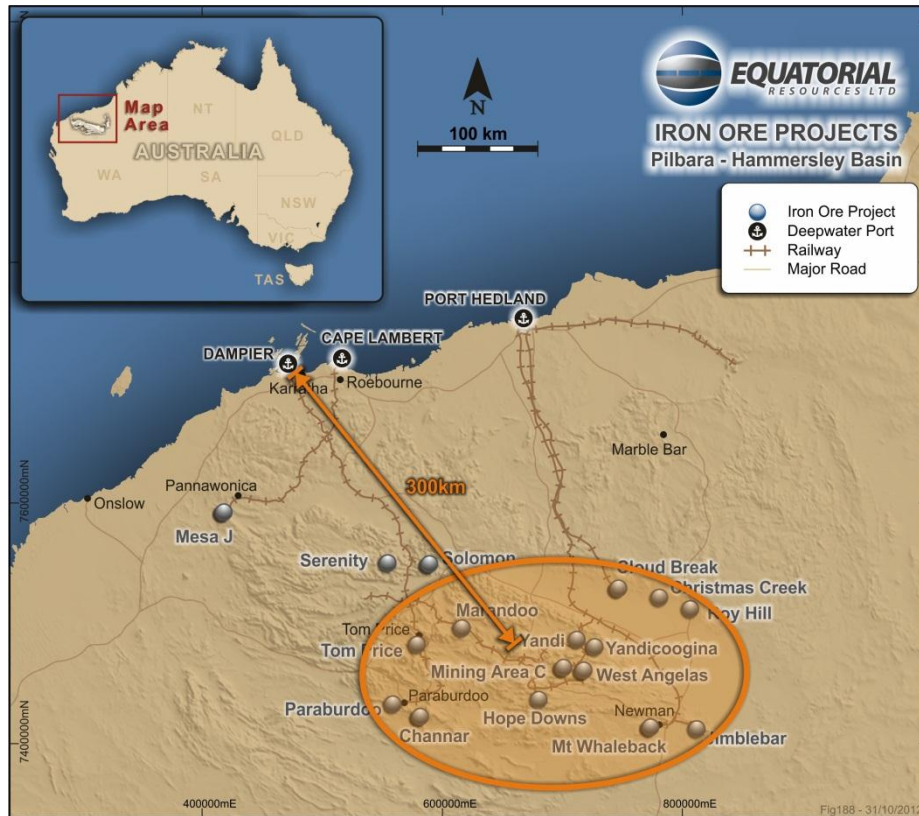 Map
Area
NT
QLD
AUSTRALIA
WA
SA
NSW
VIC
TAS
N
100 km
EQUATORIAL
RESOURCES LTD
IRON ORE PROJECTS
Pilbara - Hammersley Basin
Iron Ore Project
Deepwater Port
Railway
Major Road
PORT HEDLAND
CAPE LAMBERT
DAMPIER
Karratha
Roebourne
Marble Bar
300km
Pannawonica
Onslow
Mesa J
7600000mN
Serenity
Solomon
Cloud Break
Christmas Creek
Roy Hill
Marandoo
Tom Price
Tom Price
Yandi
Yandicoogina
Mining Area C
West Angelas
Paraburdoo
Paraburdoo
Channar
Hope Downs
Newman
Mt Whaleback
Jimblebar
7400000mN
400000mE
600000mE
800000mE